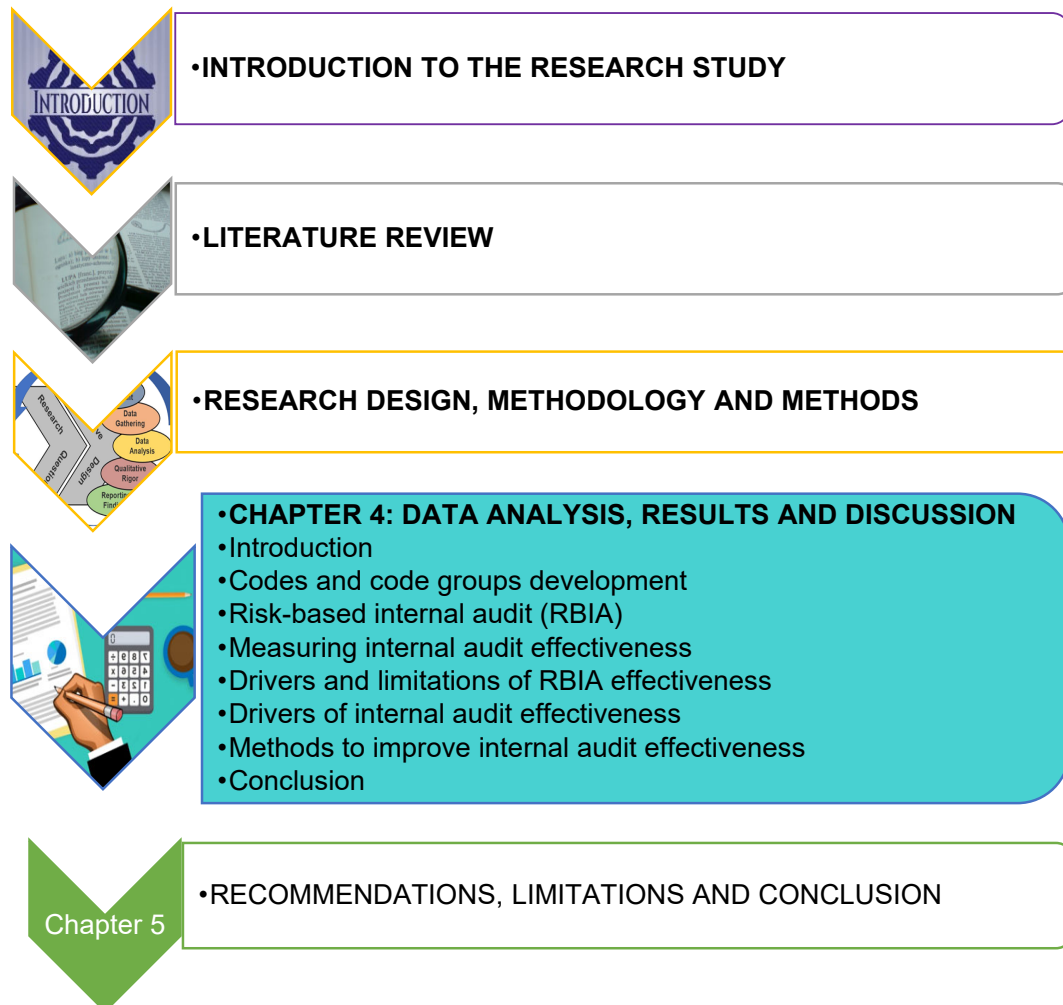 INTRODUCTION
•INTRODUCTION TO THE RESEARCH STUDY
•LITERATURE REVIEW
Research
Question
Design
Data
Gathering
Data
Analysis
Qualitative
Rigor
Reporting
•RESEARCH DESIGN, METHODOLOGY AND METHODS
•CHAPTER 4: DATA ANALYSIS, RESULTS AND DISCUSSION
•Introduction
•Codes and code groups development
•Risk-based internal audit (RBIA)
•Measuring internal audit effectiveness
•Drivers and limitations of RBIA effectiveness
•Drivers of internal audit effectiveness
•Methods to improve internal audit effectiveness
•Conclusion
Chapter 5
•RECOMMENDATIONS, LIMITATIONS AND CONCLUSION